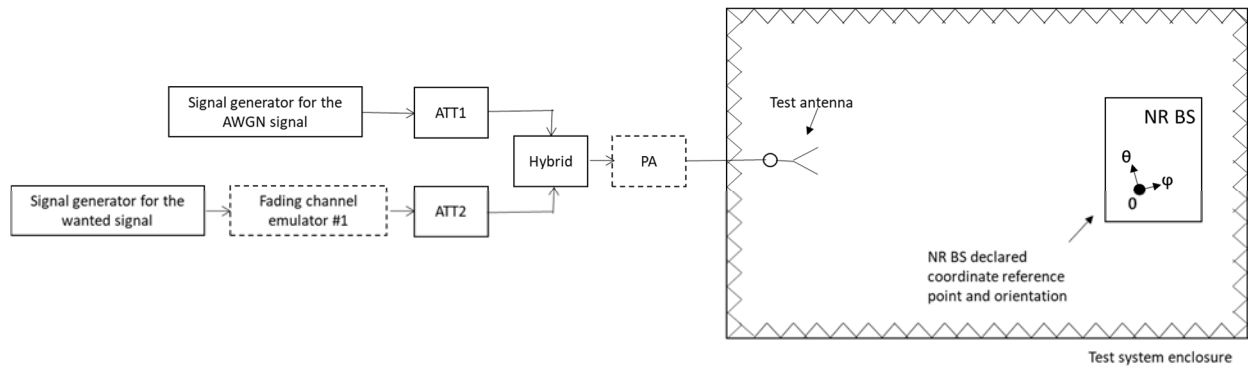 Signal generator for the
AWGN signal
ATT1
Signal generator for the
wanted signal
Fading channel
emulator #1
ATT2
Hybrid
PA
Test antenna
NR BS
θ
φ
0
NR BS declared
coordinate reference
point and orientation
Test system enclosure